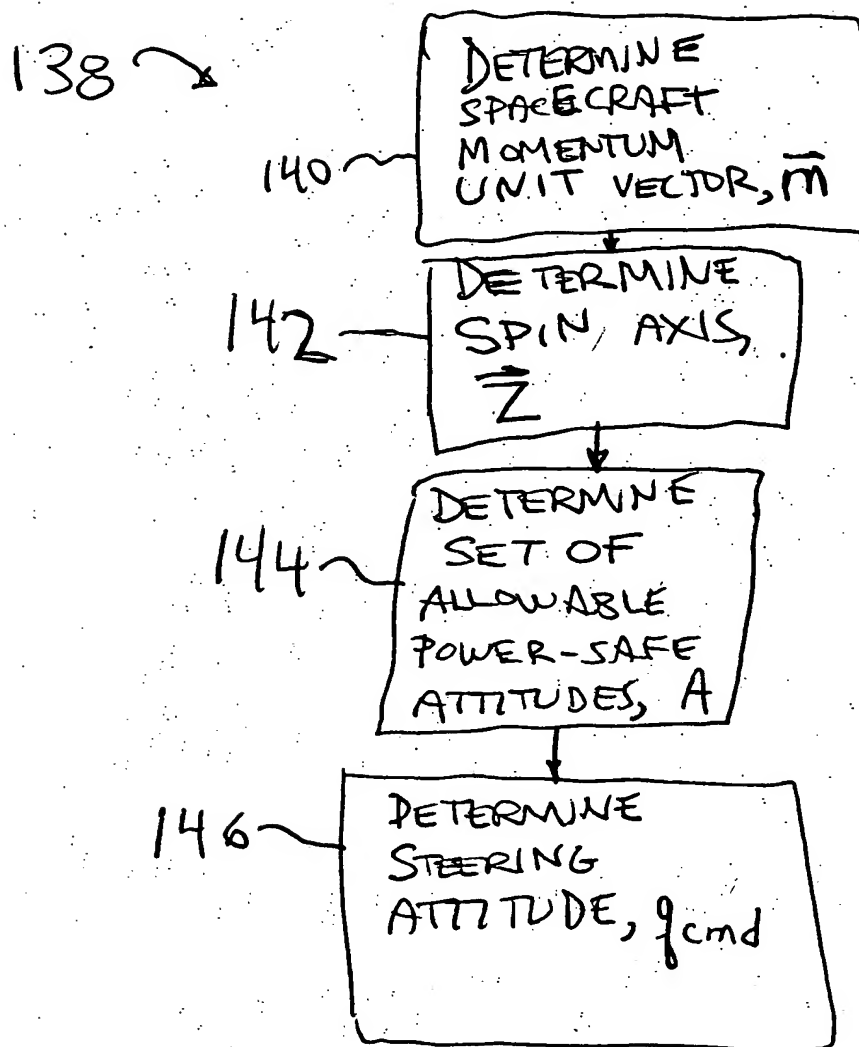 138
DETERMINE
SPACECRAFT
MOMENTUM
UNIT VECTOR, m̅
140
DETERMINE
SPIN AXIS,
Z⃗
142
DETERMINE
SET OF
ALLOWABLE
POWER-SAFE
ATTITUDES, A
144
DETERMINE
STEERING
ATTITUDE, qcmd
146